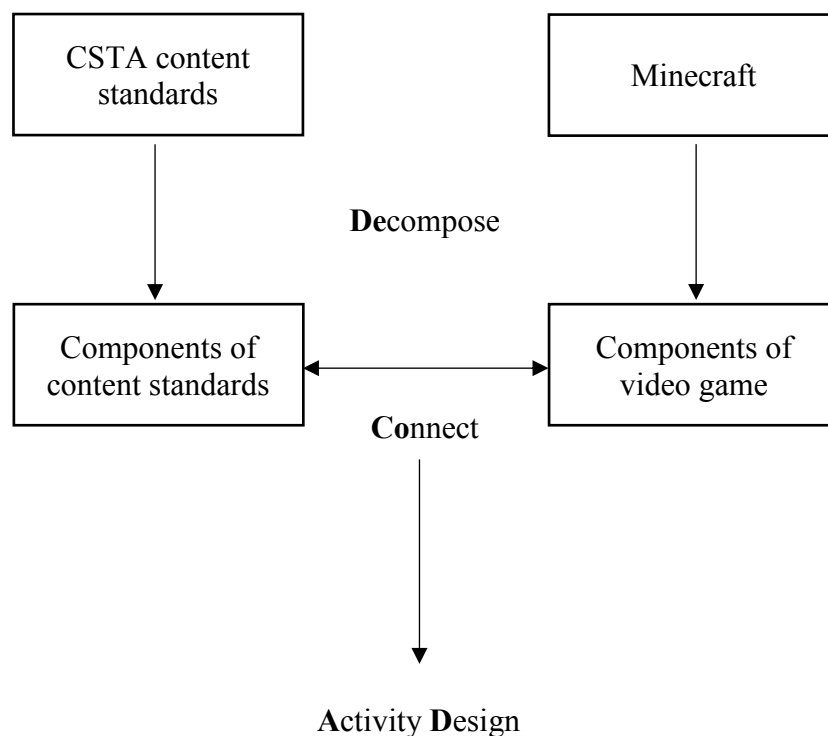 CSTA content
standards
Minecraft
Decompose
Components of
content standards
Components of
video game
Connect
Activity Design